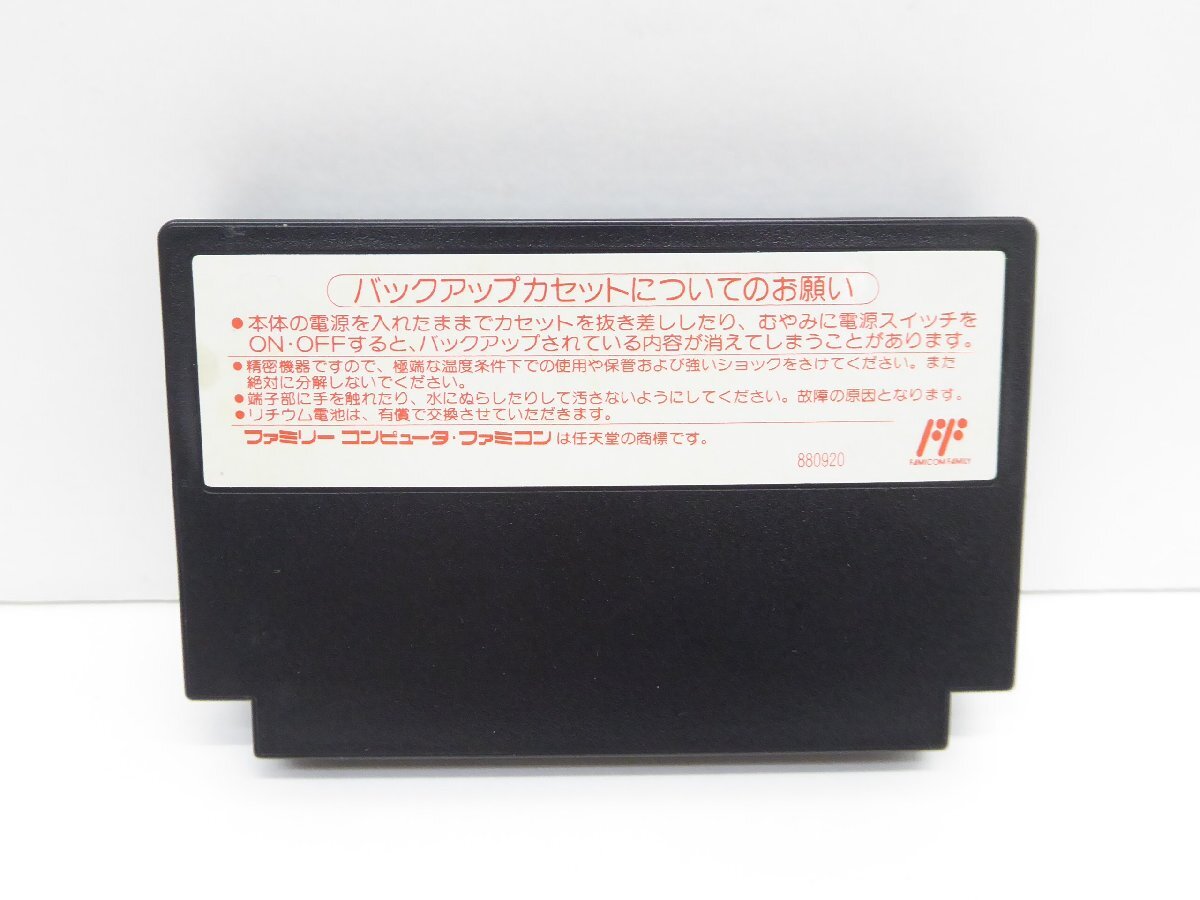 バックアップカセットについてのお願い
●本体の電源を入れたままでカセットを抜き差ししたり、むやみに電源スイッチを
ON・OFFすると、バックアップされている内容が消えてしまうことがあります。
●精密機器ですので、極端な温度条件下での使用や保管および強いショックをさけてください。また
絶対に分解しないでください。
●端子部に手を触れたり、水にぬらしたりして汚さないようにしてください。故障の原因となります。
●リチウム電池は、有償で交換させていただきます。
ファミリーコンピュータ・ファミコンは任天堂の商標です。
FF
FAMICOM FAMILY
880920